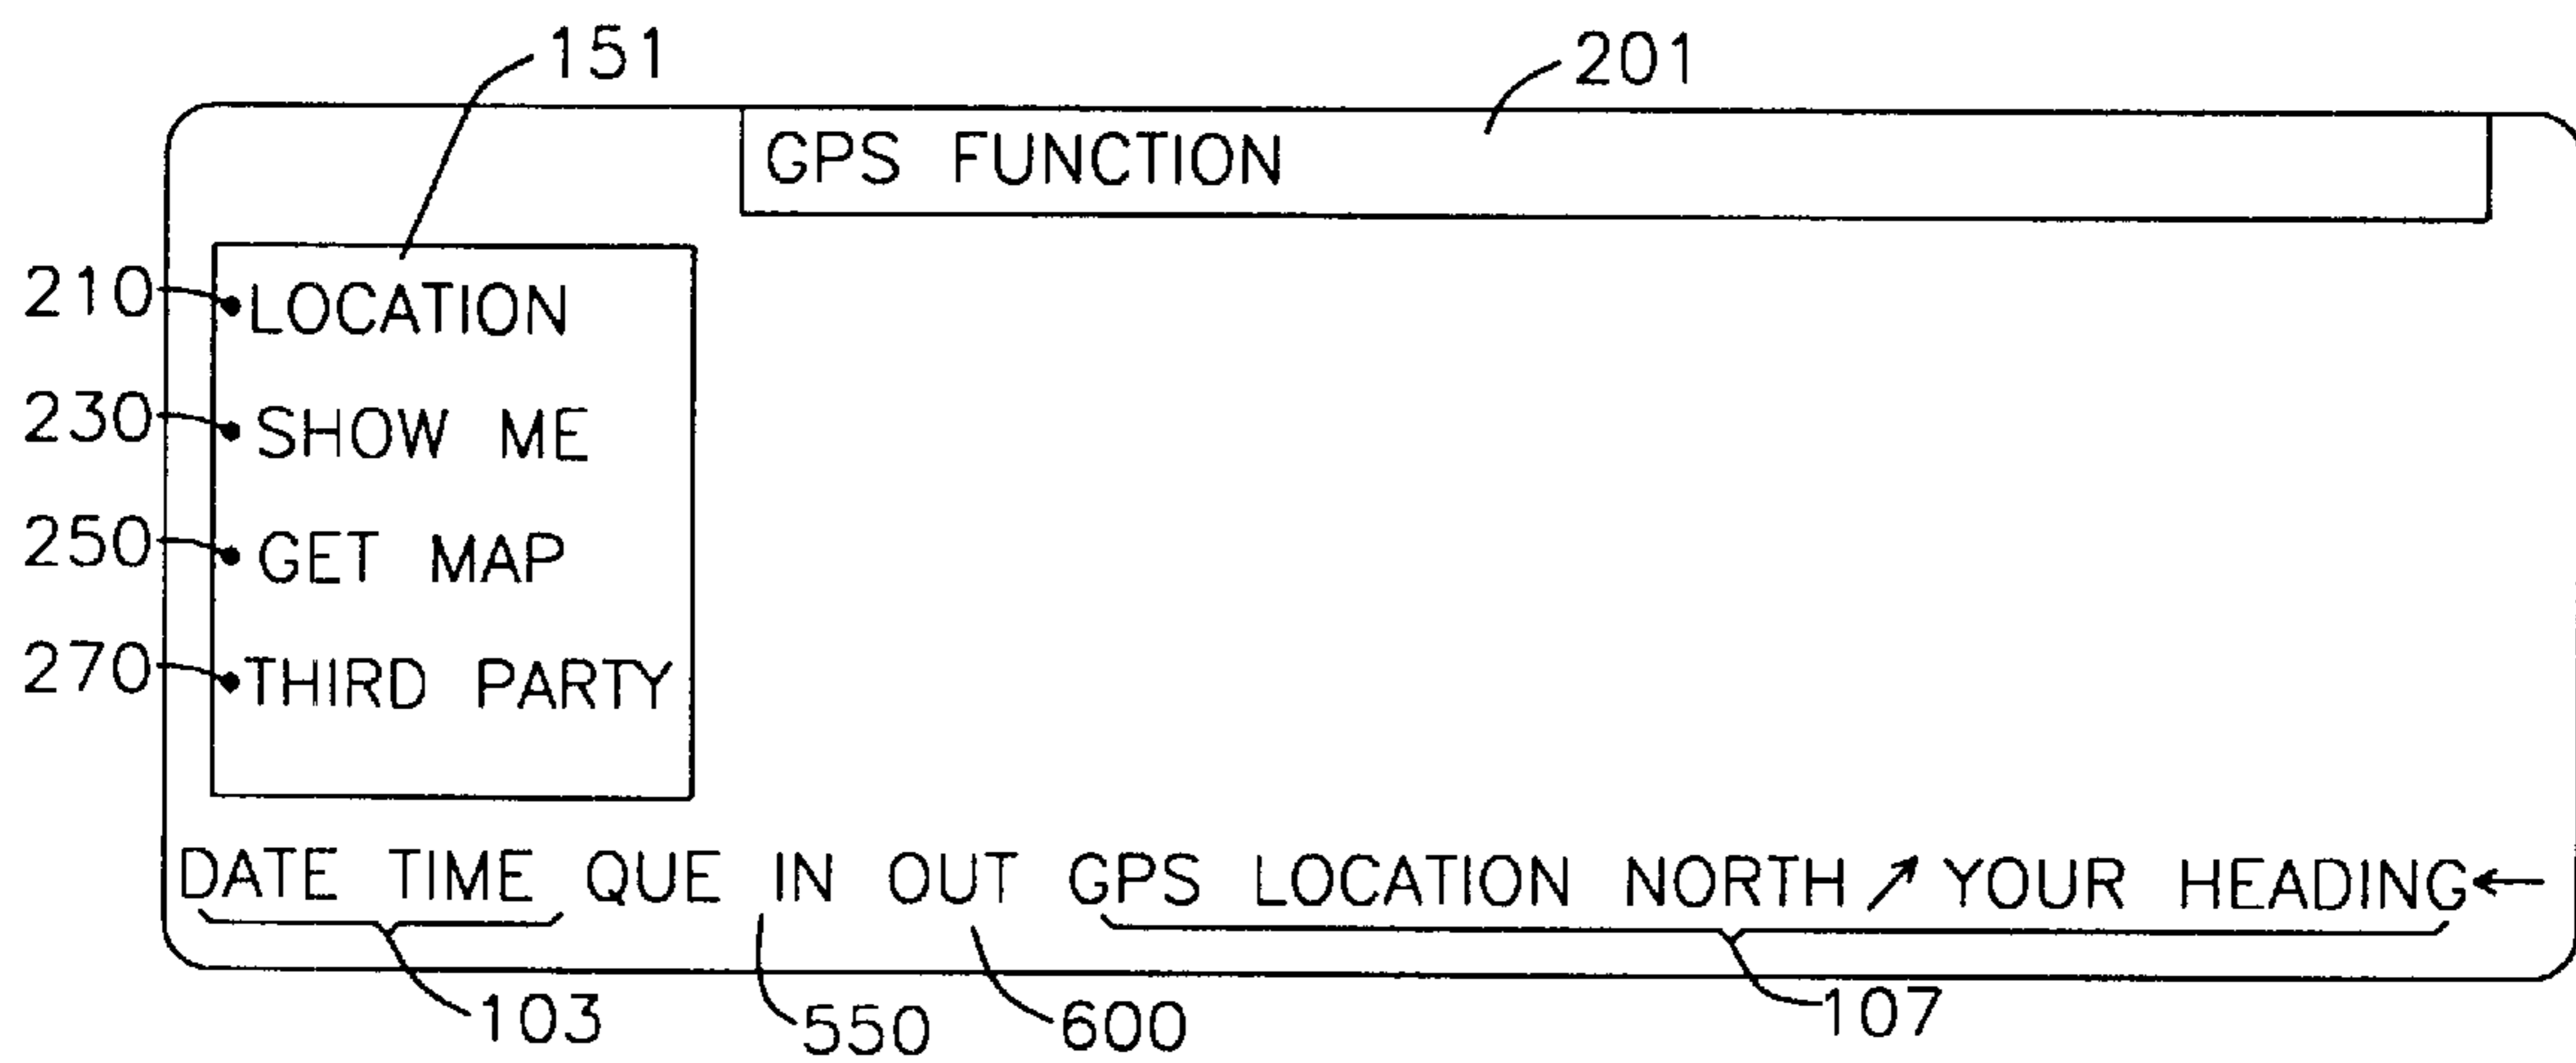 151
201
GPS FUNCTION
210 LOCATION
230 SHOW ME
250 GET MAP
270 THIRD PARTY
DATE TIME QUE IN OUT GPS LOCATION NORTH ↗ YOUR HEADING ←
103
550
600
107